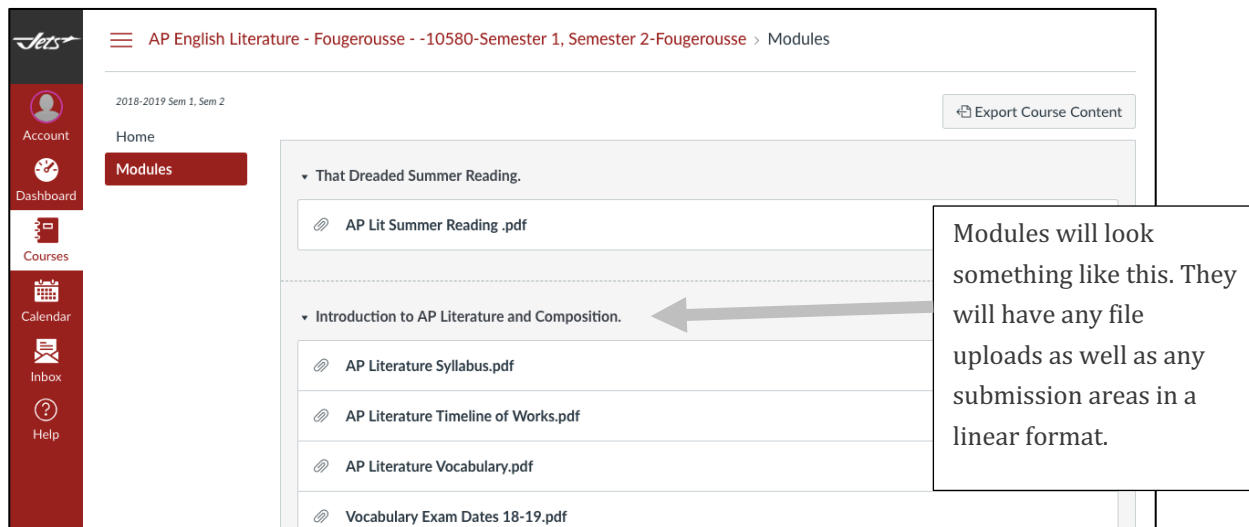 Jets
AP English Literature - Fougerousse - -10580-Semester 1, Semester 2-Fougerousse > Modules
2018-2019 Sem 1, Sem 2
Export Course Content
Account
Home
Modules
That Dreaded Summer Reading.
Dashboard
AP Lit Summer Reading .pdf
Courses
Calendar
Introduction to AP Literature and Composition.
Inbox
AP Literature Syllabus.pdf
Help
AP Literature Timeline of Works.pdf
AP Literature Vocabulary.pdf
Vocabulary Exam Dates 18-19.pdf
Modules will look
something like this. They
will have any file
uploads as well as any
submission areas in a
linear format.